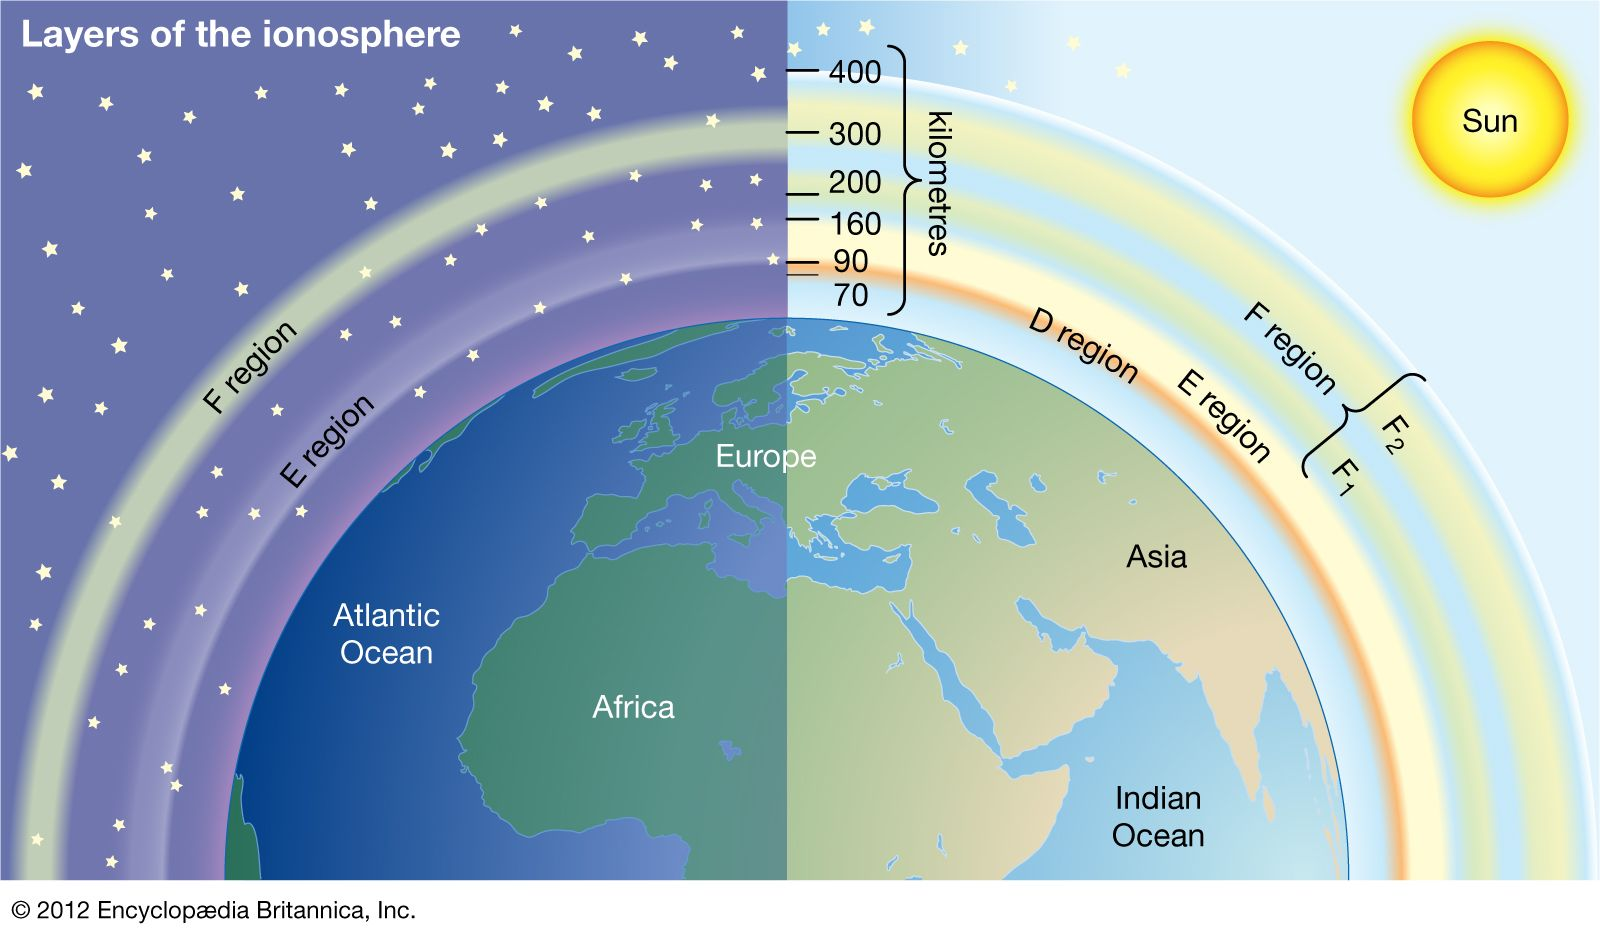 Layers of the ionosphere
400
300
200
160
90
70
kilometres
Sun
F region
E region
D region
E region
F region
F₂
F₁
Europe
Asia
Atlantic
Ocean
Africa
Indian
Ocean
© 2012 Encyclopædia Britannica, Inc.